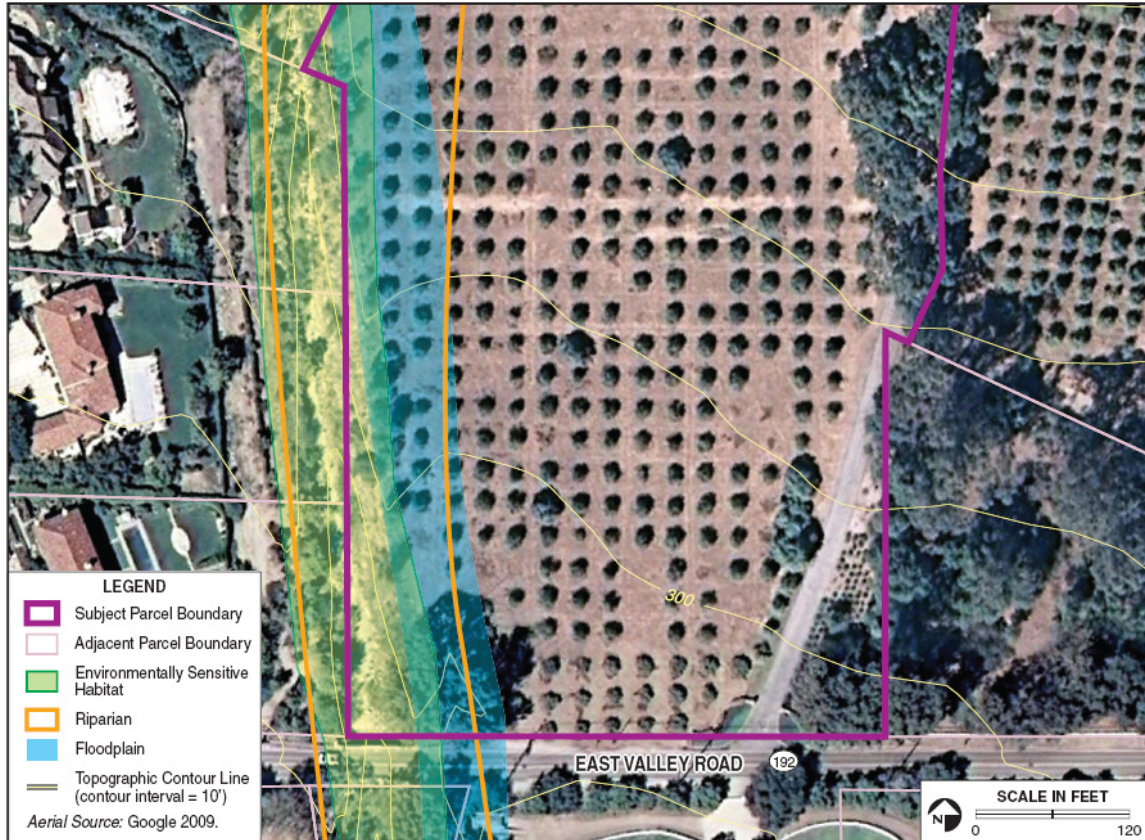 300
EAST VALLEY ROAD
192
LEGEND
Subject Parcel Boundary
Adjacent Parcel Boundary
Environmentally Sensitive
Habitat
Riparian
Floodplain
Topographic Contour Line
(contour interval = 10')
Aerial Source: Google 2009.
N
SCALE IN FEET
0
120